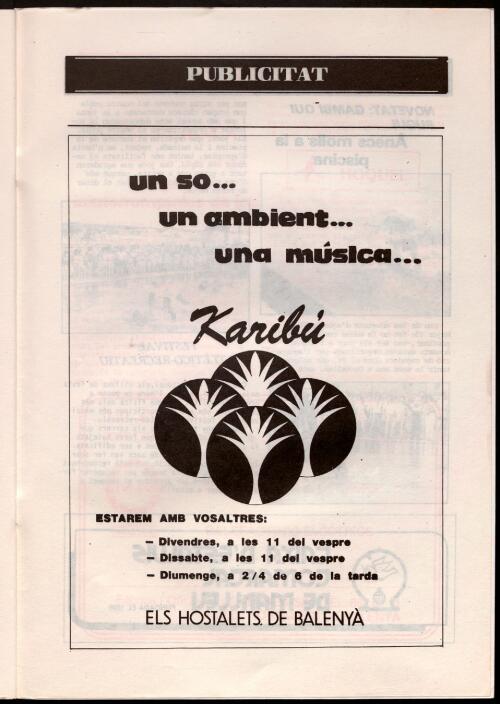 PUBLICITAT
un so...
un ambient...
una música...
Karibú
ESTAREM AMB VOSALTRES:
– Divendres, a les 11 del vespre
– Dissabte, a les 11 del vespre
– Diumenge, a 2/4 de 6 de la tarda
ELS HOSTALETS. DE BALENYÀ